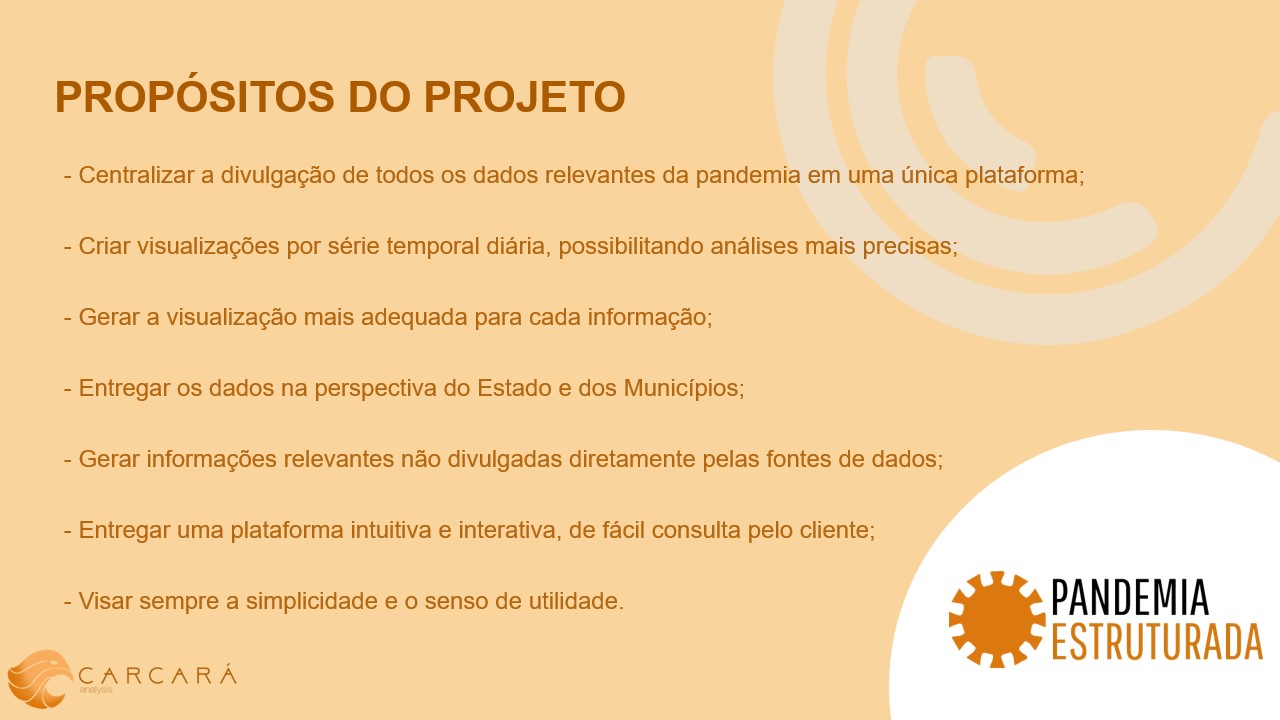 PROPÓSITOS DO PROJETO
- Centralizar a divulgação de todos os dados relevantes da pandemia em uma única plataforma;
- Criar visualizações por série temporal diária, possibilitando análises mais precisas;
- Gerar a visualização mais adequada para cada informação;
- Entregar os dados na perspectiva do Estado e dos Municípios;
- Gerar informações relevantes não divulgadas diretamente pelas fontes de dados;
- Entregar uma plataforma intuitiva e interativa, de fácil consulta pelo cliente;
- Visar sempre a simplicidade e o senso de utilidade.
PANDEMIA
ESTRUTURADA
CARCARÁ
analysis